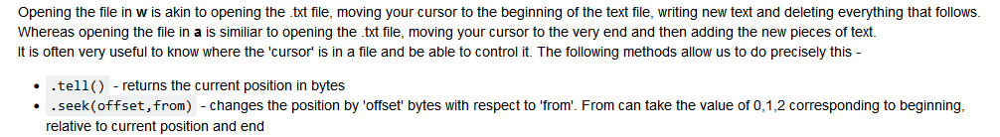 Opening the file in w is akin to opening the .txt file, moving your cursor to the beginning of the text file, writing new text and deleting everything that follows.
Whereas opening the file in a is similiar to opening the .txt file, moving your cursor to the very end and then adding the new pieces of text.
It is often very useful to know where the 'cursor' is in a file and be able to control it. The following methods allow us to do precisely this -
• .tell() - returns the current position in bytes
• .seek(offset,from) - changes the position by 'offset' bytes with respect to 'from'. From can take the value of 0,1,2 corresponding to beginning,
relative to current position and end